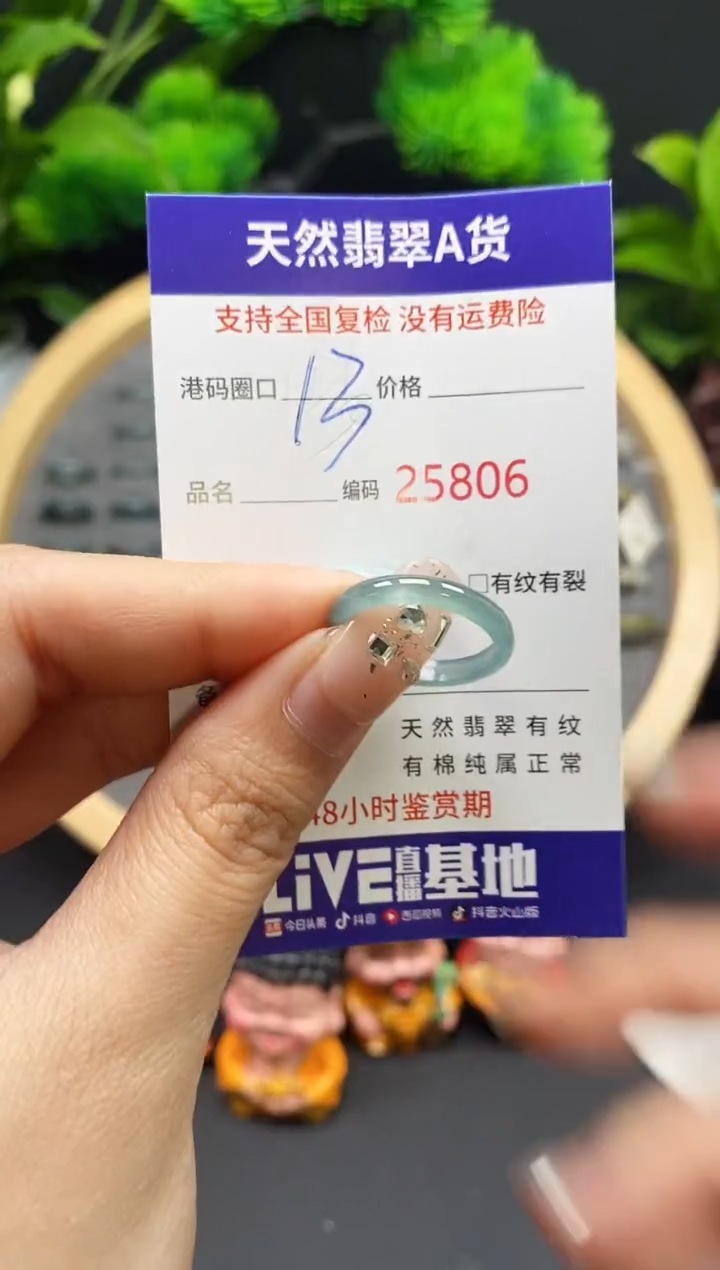 天然翡翠A货
支持全国复检 没有运费险
港码圈口 13 价格
品名 编码 25806
□有纹有裂
天然翡翠有纹
有棉纯属正常
48小时鉴赏期
LiVE直播基地
今日头条 抖音 西瓜视频 抖音火山版